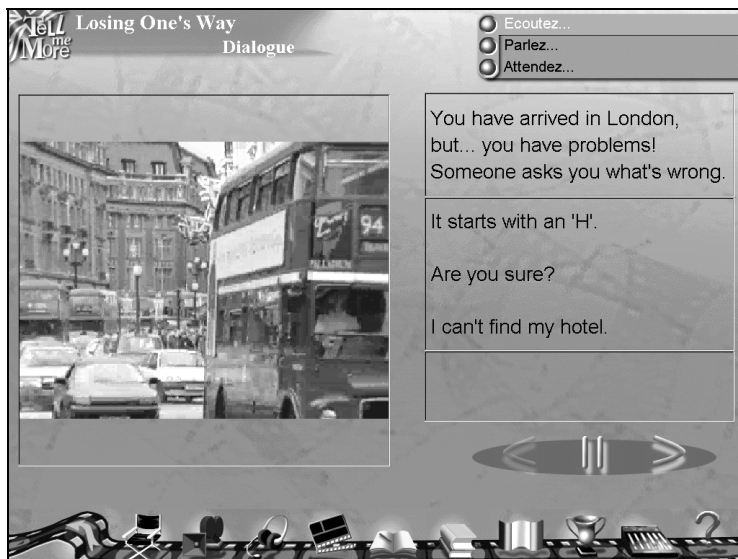 Tell
me
More
Losing One's Way
Dialogue
Ecoutez...
Parlez...
Attendez...
You have arrived in London,
but... you have problems!
Someone asks you what's wrong.
It starts with an 'H'.
Are you sure?
I can't find my hotel.
94
?